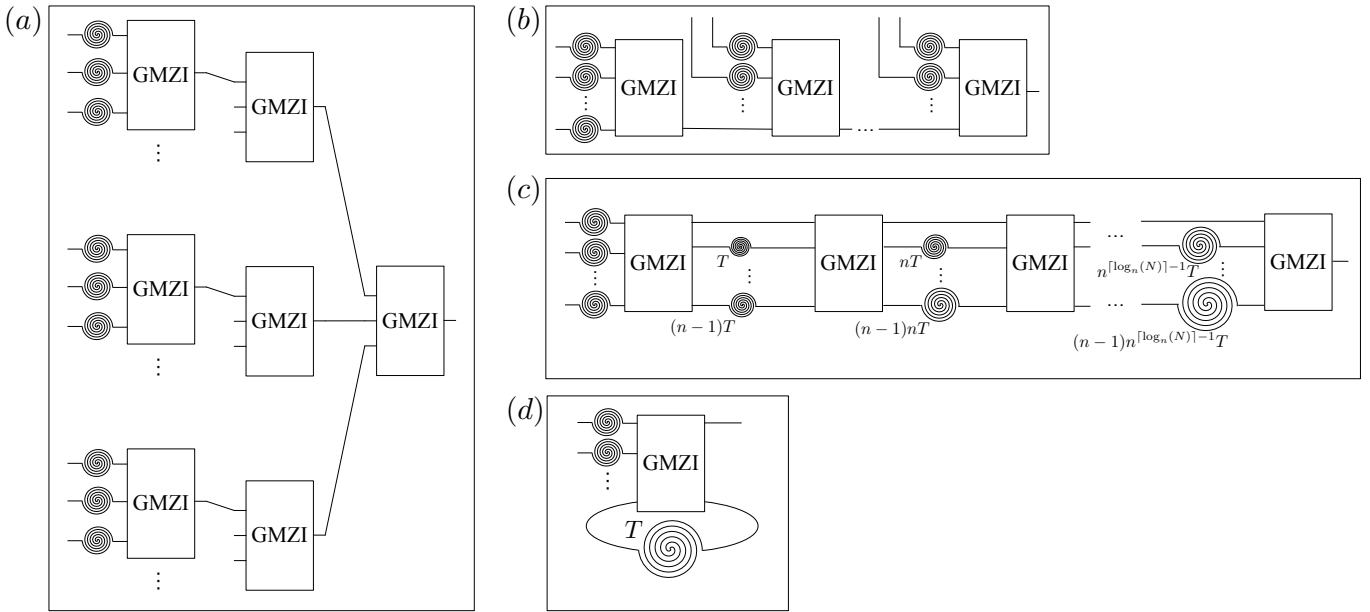 (a)
GMZI
GMZI
...
GMZI
GMZI
...
GMZI
GMZI
GMZI
...
(b)
GMZI
...
GMZI
...
...
GMZI
...
(c)
GMZI
...
T
...
(n − 1)T
GMZI
nT
...
(n − 1)nT
GMZI
...
...
n^{⌈log_n(N)⌉−1}T
...
(n − 1)n^{⌈log_n(N)⌉−1}T
GMZI
(d)
GMZI
...
T